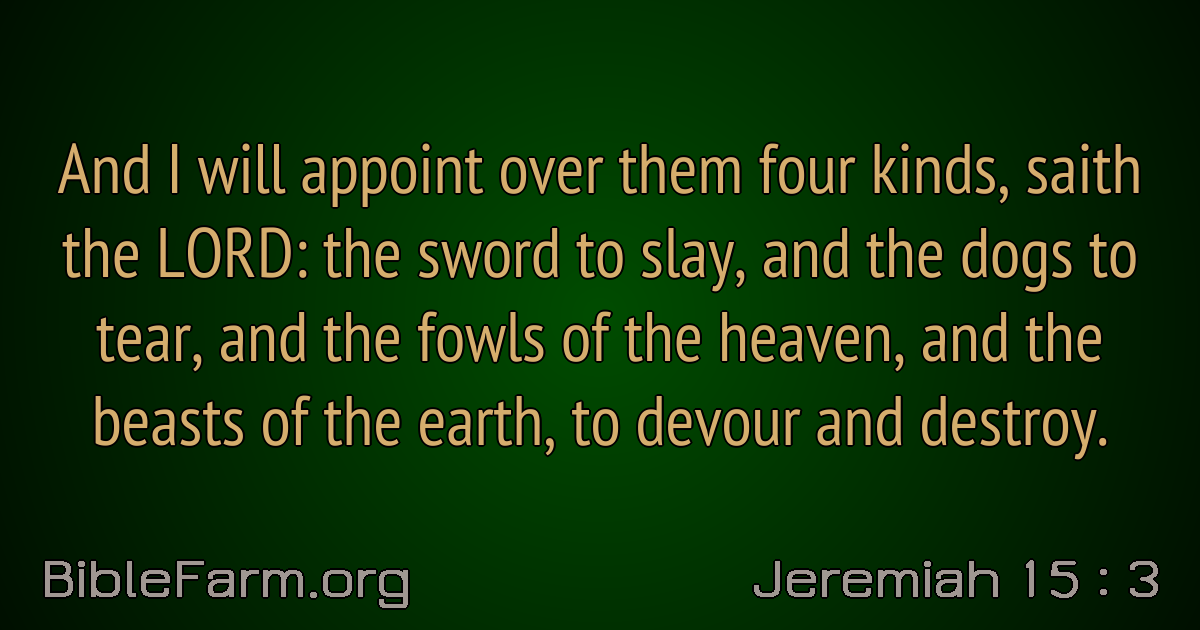 And I will appoint over them four kinds, saith
the LORD: the sword to slay, and the dogs to
tear, and the fowls of the heaven, and the
beasts of the earth, to devour and destroy.
BibleFarm.org
Jeremiah 15 : 3